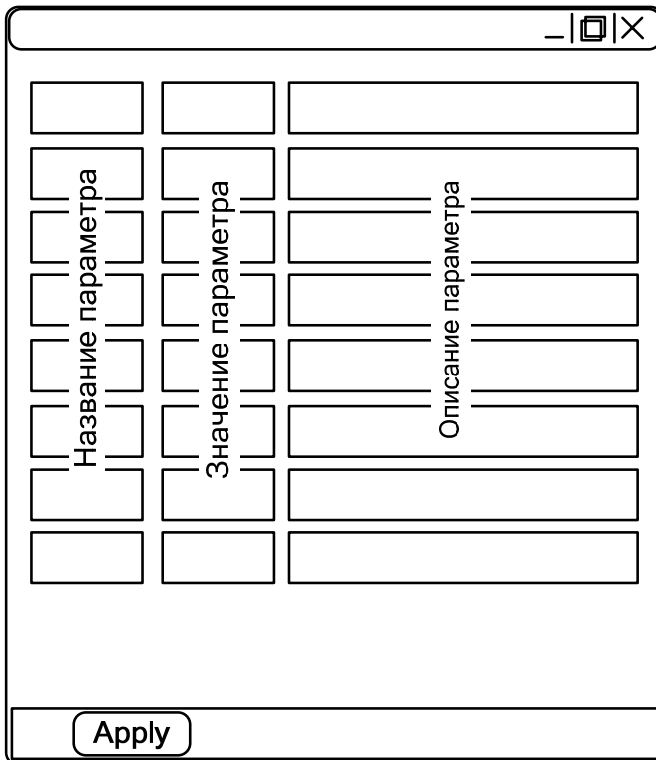 Название параметра
Значение параметра
Описание параметра
Apply